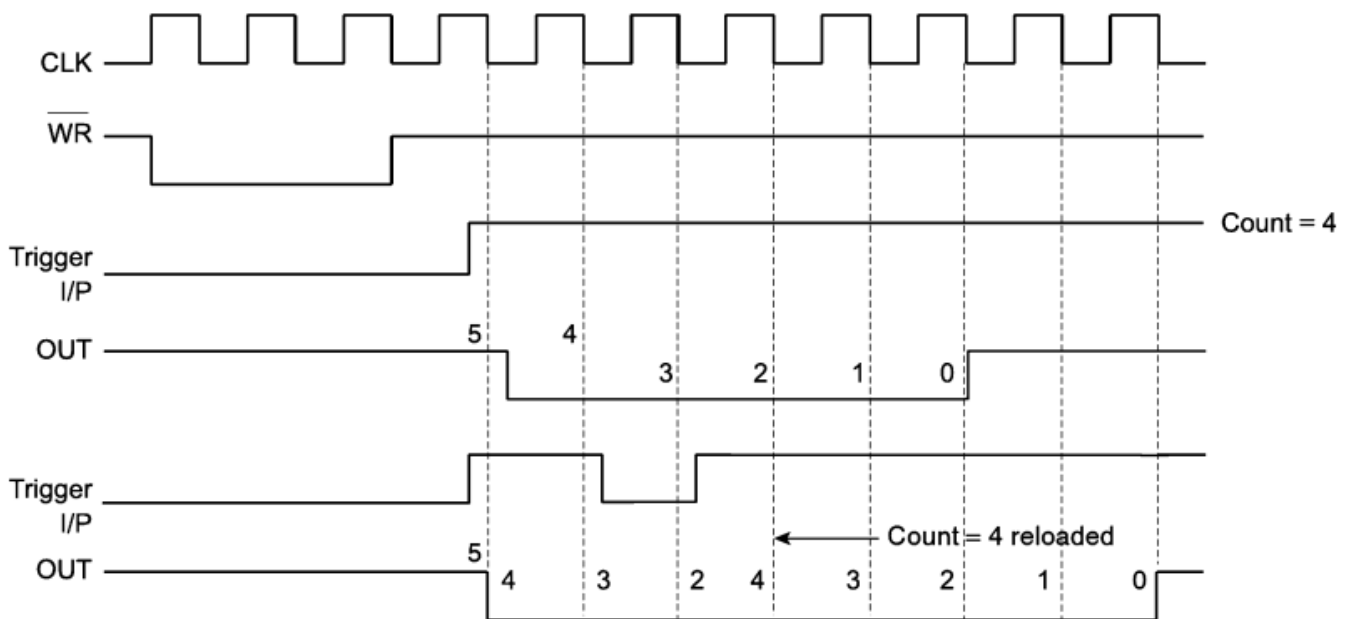 CLK
WR
Count = 4
Trigger
I/P
5 4
OUT
3 2 1 0
Trigger
I/P
Count = 4 reloaded
5
OUT
4 3 2 4 3 2 1 0